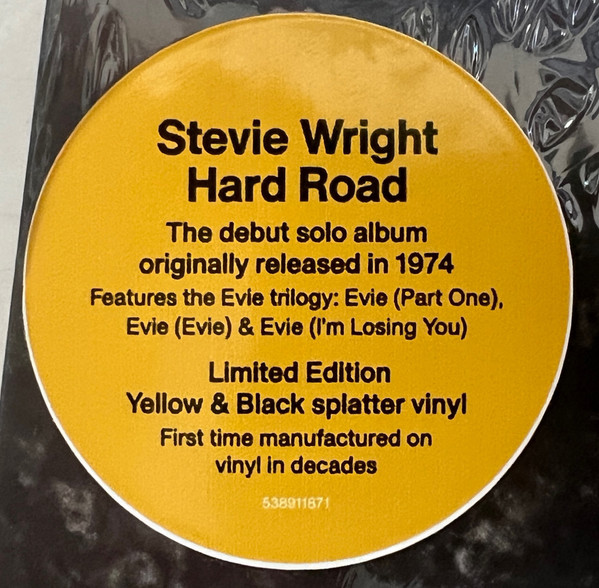 Stevie Wright
Hard Road
The debut solo album
originally released in 1974
Features the Evie trilogy: Evie (Part One),
Evie (Evie) & Evie (I'm Losing You)
Limited Edition
Yellow & Black splatter vinyl
First time manufactured on
vinyl in decades
538911871